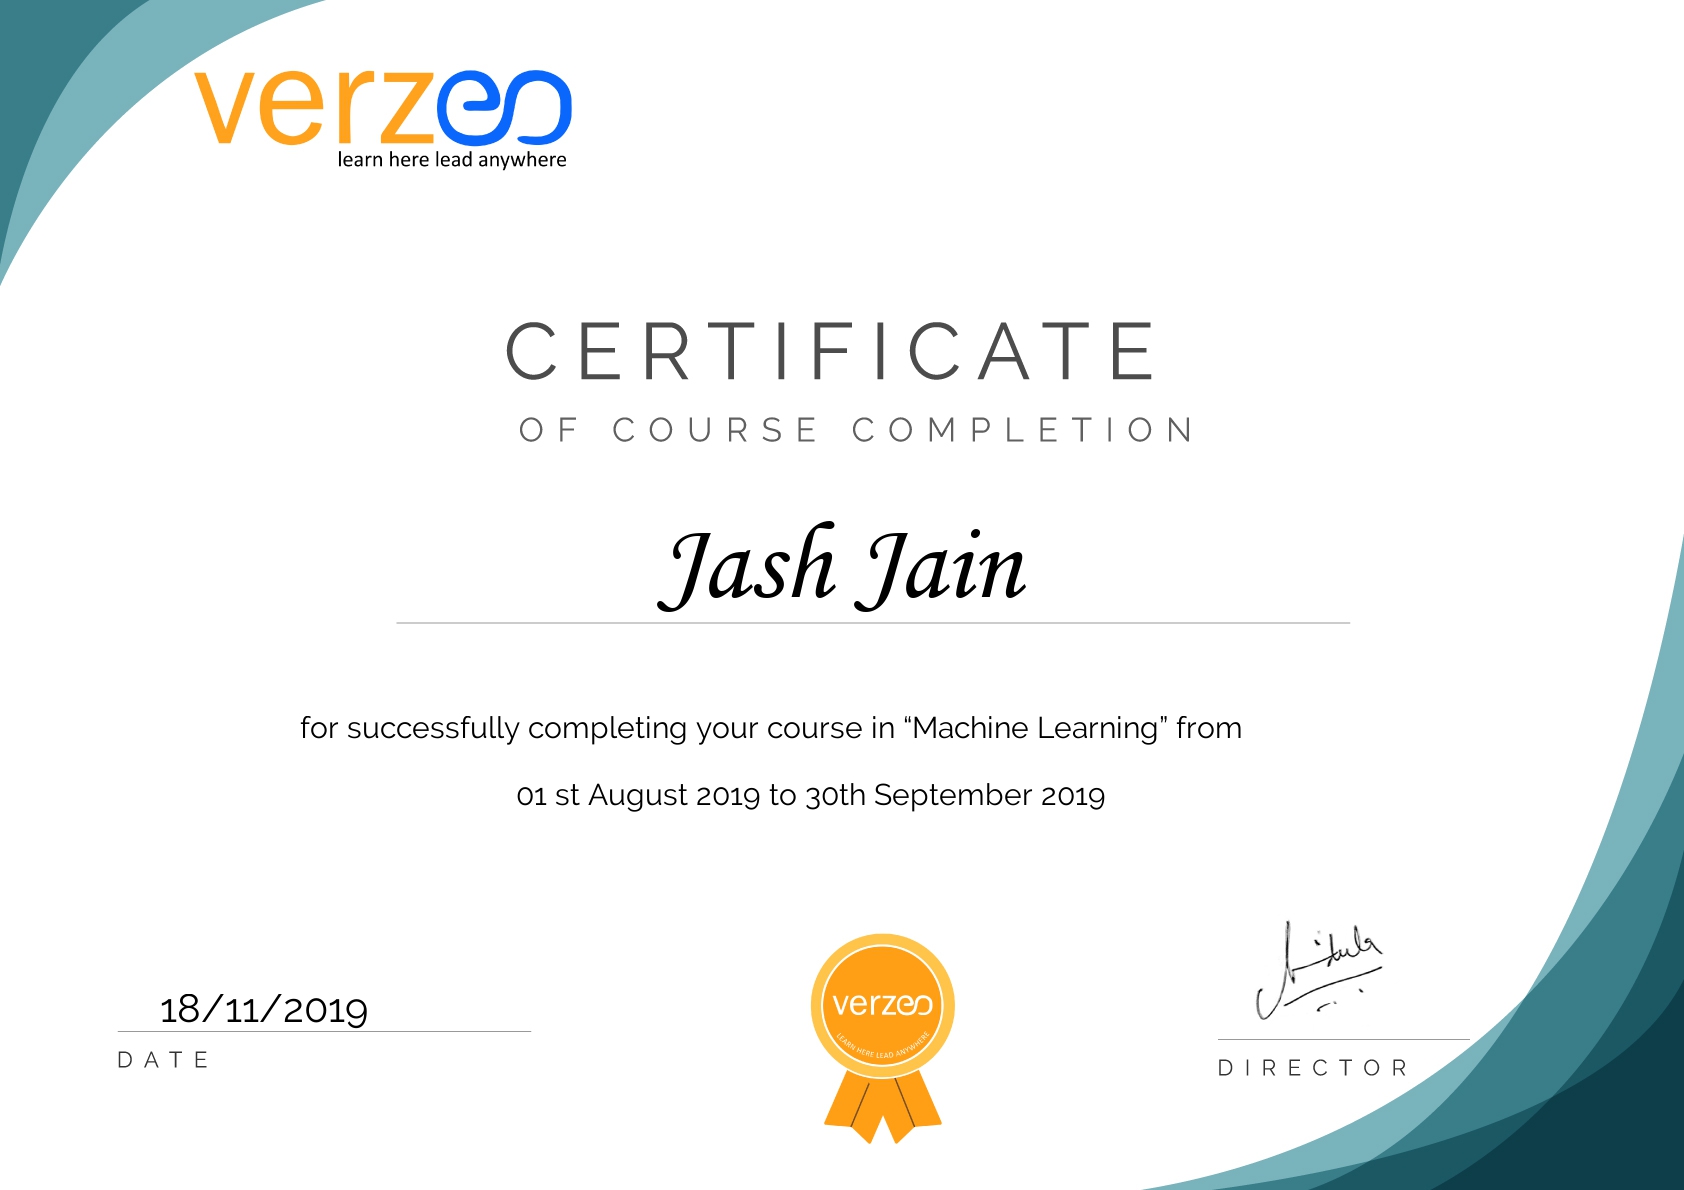 verzeo
learn here lead anywhere
CERTIFICATE
OF COURSE COMPLETION
Jash Jain
for successfully completing your course in “Machine Learning” from
01 st August 2019 to 30th September 2019
18/11/2019
DATE
verzeo
LEARN HERE LEAD ANYWHERE
DIRECTOR